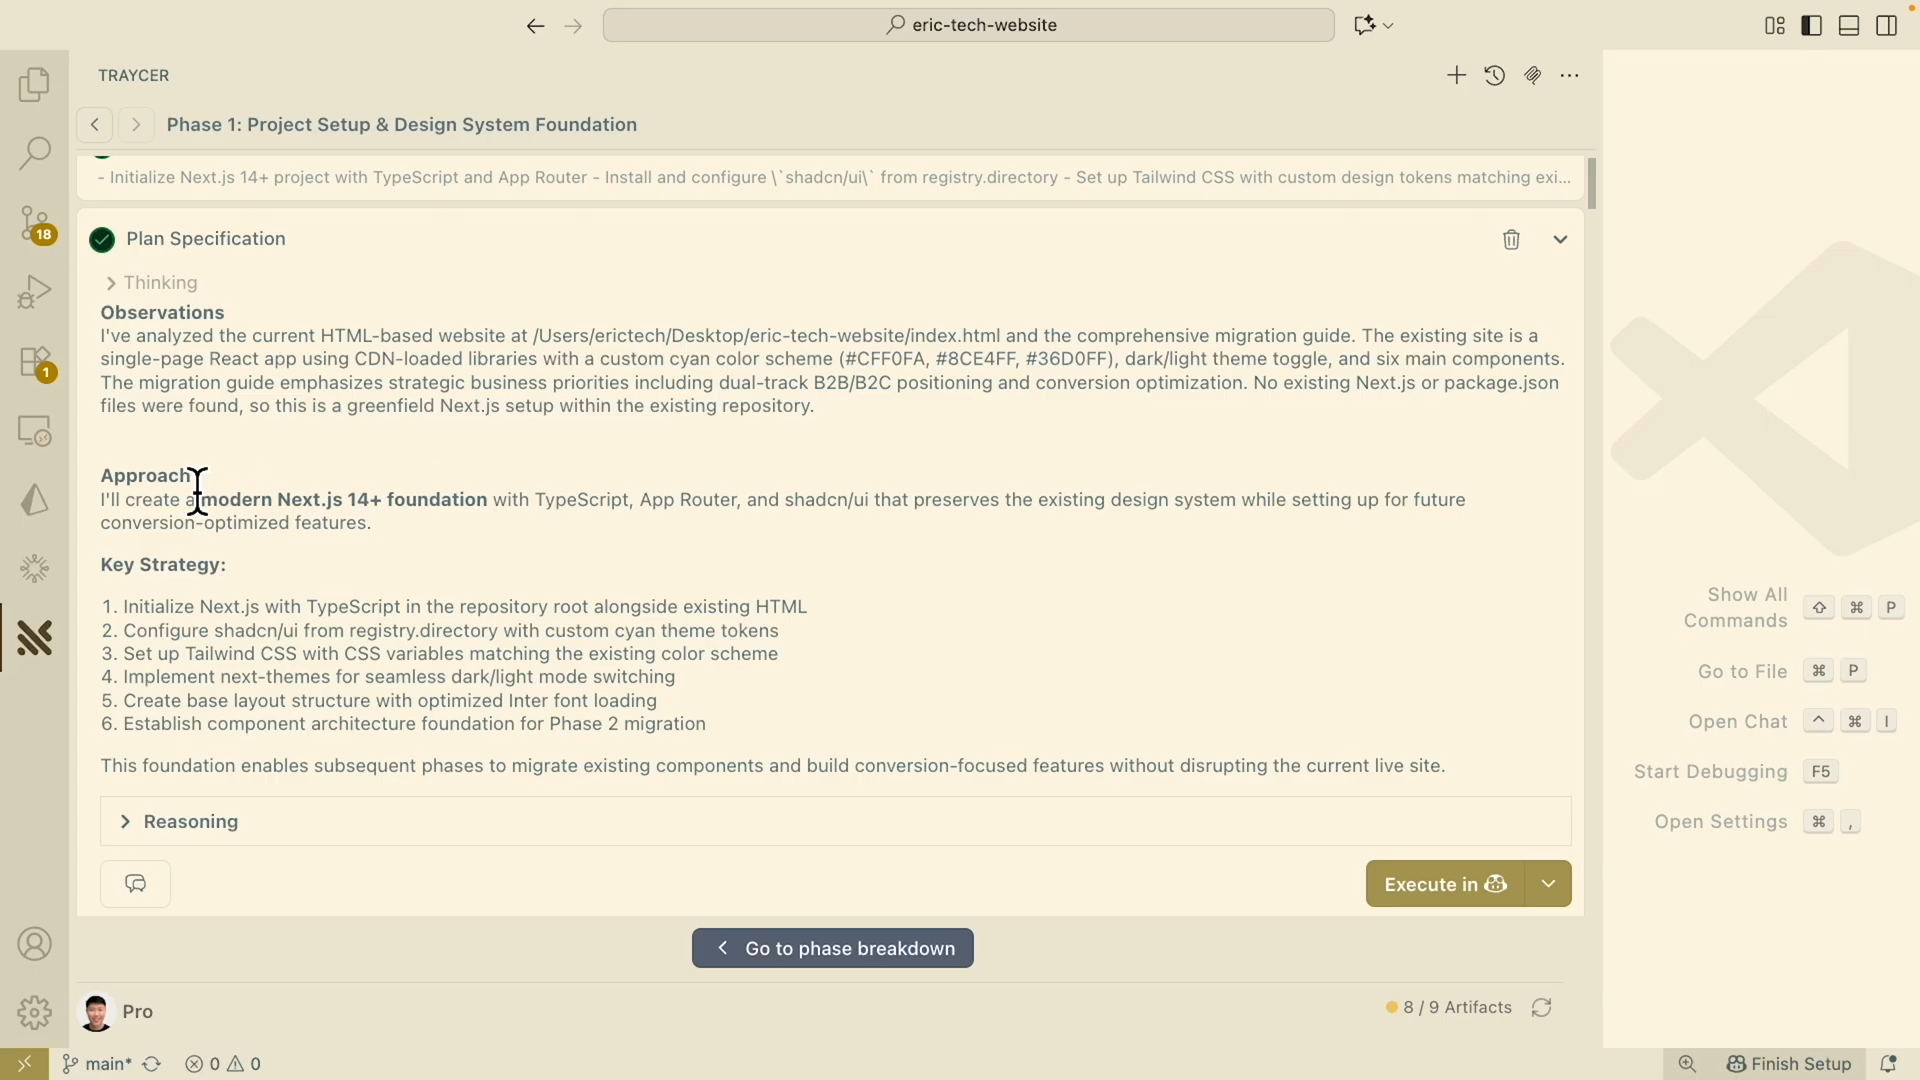 eric-tech-website
TRAYCER
Phase 1: Project Setup & Design System Foundation
- Initialize Next.js 14+ project with TypeScript and App Router - Install and configure \`shadcn/ui\` from registry.directory - Set up Tailwind CSS with custom design tokens matching exi...
18
Plan Specification
Thinking
Observations
I've analyzed the current HTML-based website at /Users/erictech/Desktop/eric-tech-website/index.html and the comprehensive migration guide. The existing site is a
single-page React app using CDN-loaded libraries with a custom cyan color scheme (#CFF0FA, #8CE4FF, #36D0FF), dark/light theme toggle, and six main components.
The migration guide emphasizes strategic business priorities including dual-track B2B/B2C positioning and conversion optimization. No existing Next.js or package.json
files were found, so this is a greenfield Next.js setup within the existing repository.
1
Approach
I'll create a modern Next.js 14+ foundation with TypeScript, App Router, and shadcn/ui that preserves the existing design system while setting up for future
conversion-optimized features.
Key Strategy:
1. Initialize Next.js with TypeScript in the repository root alongside existing HTML
2. Configure shadcn/ui from registry.directory with custom cyan theme tokens
3. Set up Tailwind CSS with CSS variables matching the existing color scheme
4. Implement next-themes for seamless dark/light mode switching
5. Create base layout structure with optimized Inter font loading
6. Establish component architecture foundation for Phase 2 migration
This foundation enables subsequent phases to migrate existing components and build conversion-focused features without disrupting the current live site.
Reasoning
Execute in
Go to phase breakdown
Pro
8 / 9 Artifacts
Show All
Commands ⇧ ⌘ P
Go to File ⌘ P
Open Chat ^ ⌘ I
Start Debugging F5
Open Settings ⌘ ,
main* 0 0
Finish Setup